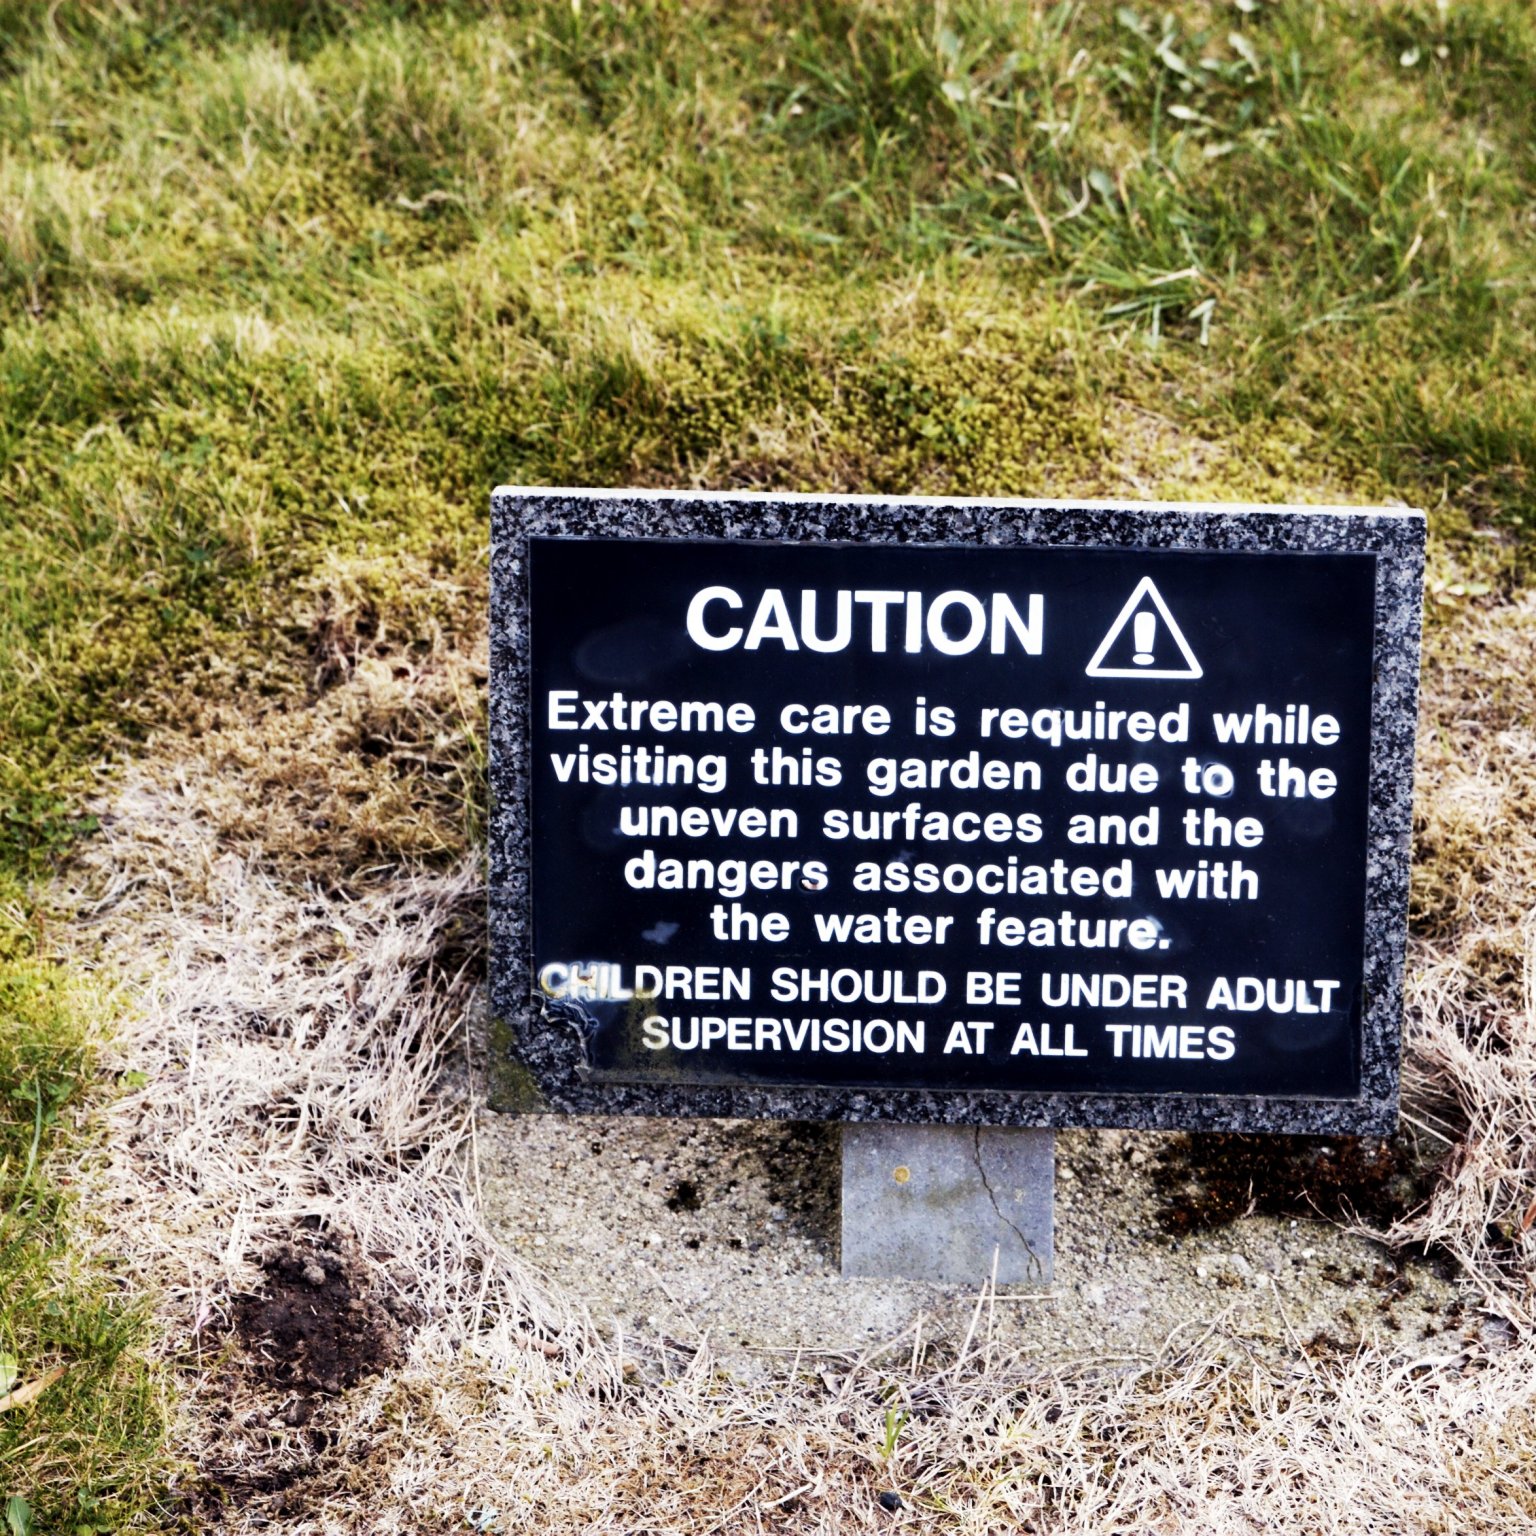 CAUTION
Extreme care is required while
visiting this garden due to the
uneven surfaces and the
dangers associated with
the water feature.
CHILDREN SHOULD BE UNDER ADULT
SUPERVISION AT ALL TIMES